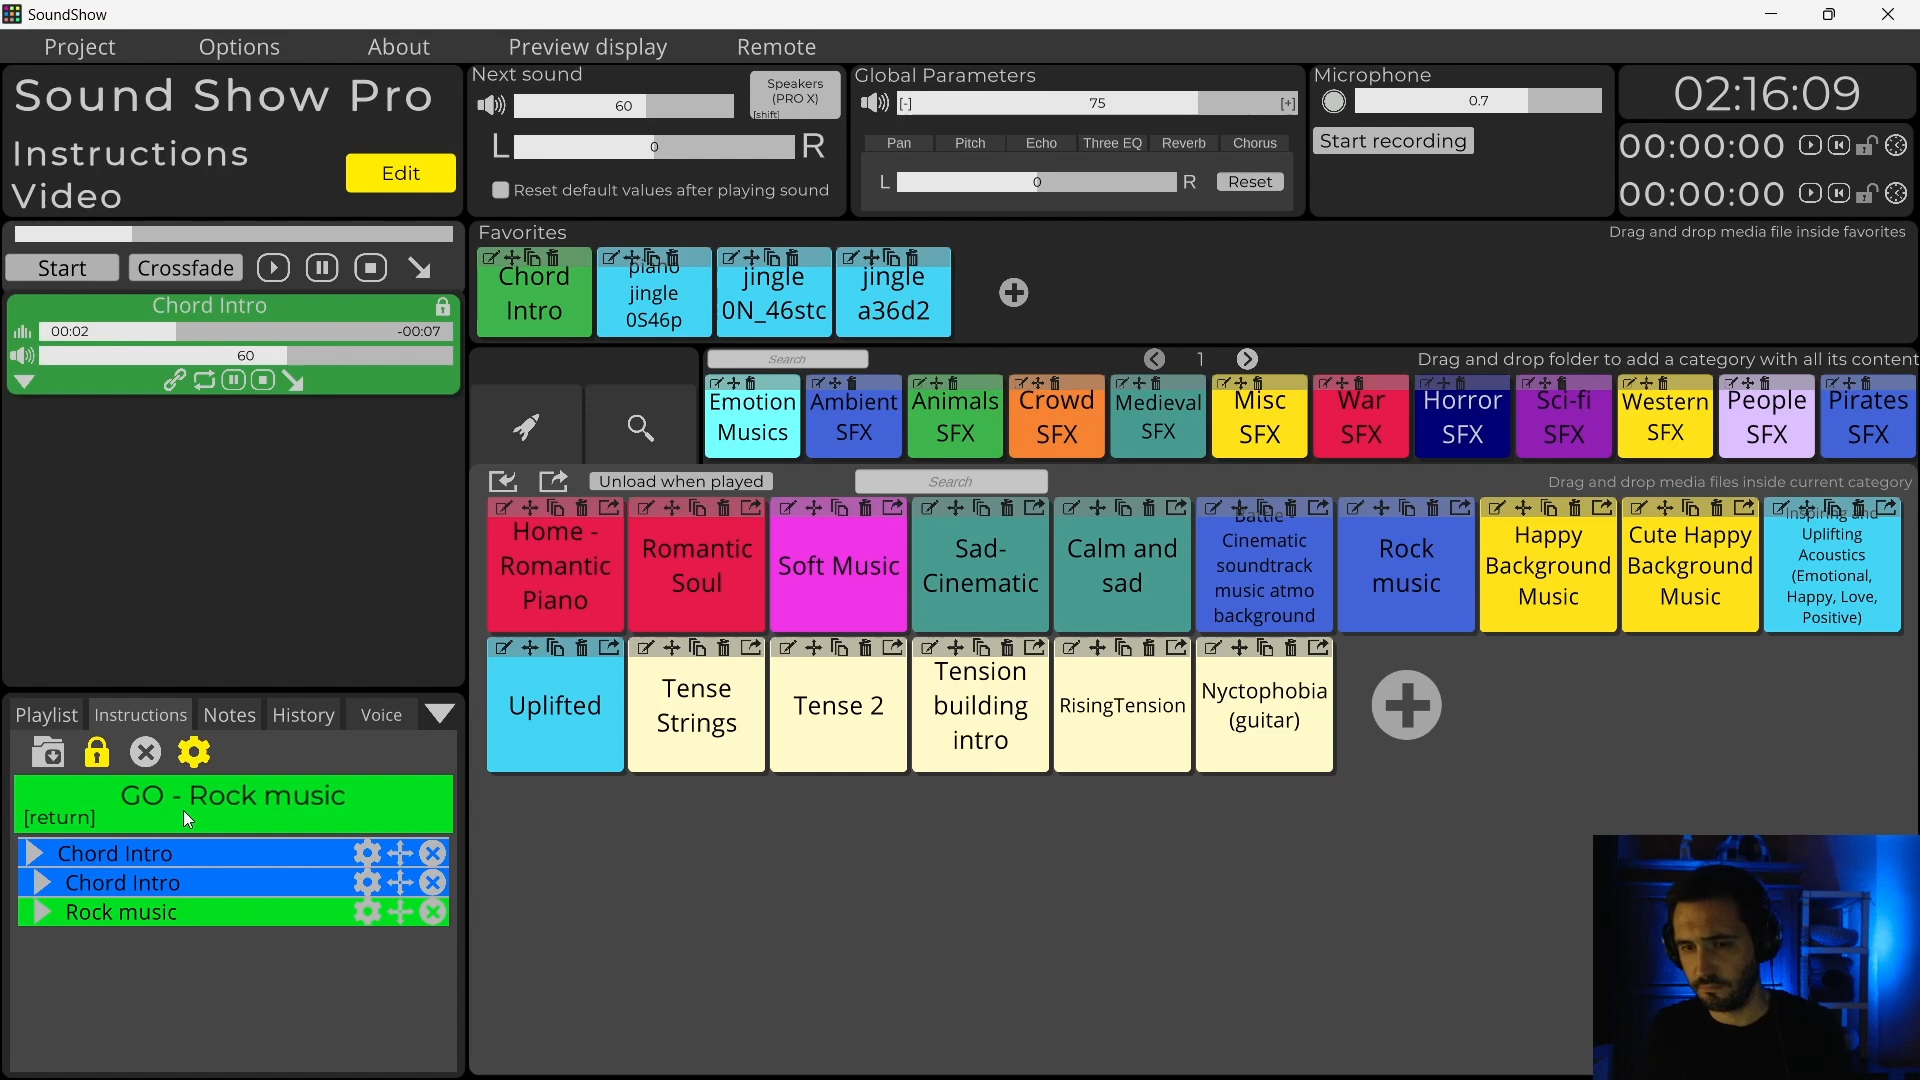 SoundShow
Project Options About Preview display Remote
Sound Show Pro
Instructions
Video
Edit
Next sound
60
Speakers
(PRO X)
[shift]
L 0 R
Reset default values after playing sound
Global Parameters
[-] 75 [+]
Pan Pitch Echo Three EQ Reverb Chorus
L 0 R Reset
Microphone
0.7
Start recording
02:16:09
00:00:00
00:00:00
Start Crossfade
Chord Intro
00:02 -00:07
60
Favorites
Drag and drop media file inside favorites
Chord
Intro
piano
jingle
0S46p
jingle
0N_46stc
jingle
a36d2
Search
1
Drag and drop folder to add a category with all its content
Emotion
Musics
Ambient
SFX
Animals
SFX
Crowd
SFX
Medieval
SFX
Misc
SFX
War
SFX
Horror
SFX
Sci-fi
SFX
Western
SFX
People
SFX
Pirates
SFX
Unload when played
Search
Drag and drop media files inside current category
Home -
Romantic
Piano
Romantic
Soul
Soft Music
Sad-
Cinematic
Calm and
sad
Battle -
Cinematic
soundtrack
music atmo
background
Rock
music
Happy
Background
Music
Cute Happy
Background
Music
Inspiring and
Uplifting
Acoustics
(Emotional,
Happy, Love,
Positive)
Uplifted
Tense
Strings
Tense 2
Tension
building
intro
RisingTension
Nyctophobia
(guitar)
Playlist Instructions Notes History Voice
GO - Rock music
[return]
Chord Intro
Chord Intro
Rock music